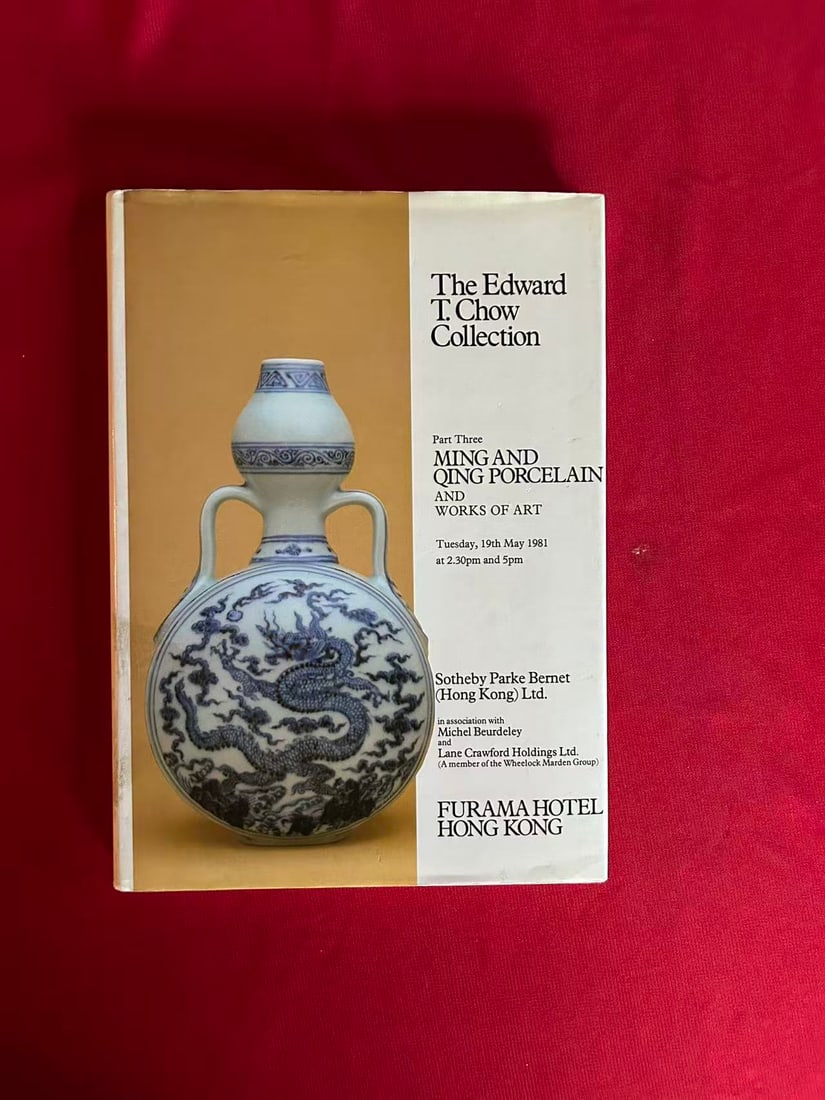 The Edward
T. Chow
Collection
Part Three
MING AND
QING PORCELAIN
AND
WORKS OF ART
Tuesday, 19th May 1981
at 2.30pm and 5pm
Sotheby Parke Bernet
(Hong Kong) Ltd.
in association with
Michel Beurdeley
and
Lane Crawford Holdings Ltd.
(A member of the Wheelock Marden Group)
FURAMA HOTEL
HONG KONG